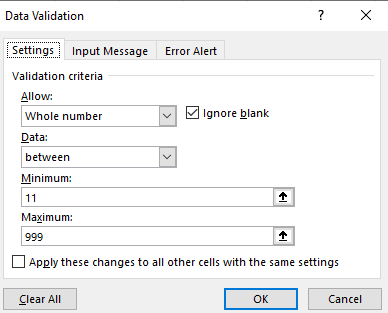 Data Validation
?
Settings Input Message Error Alert
Validation criteria
Allow:
Whole number Ignore blank
Data:
between
Minimum:
11
Maximum:
999
Apply these changes to all other cells with the same settings
Clear All OK Cancel